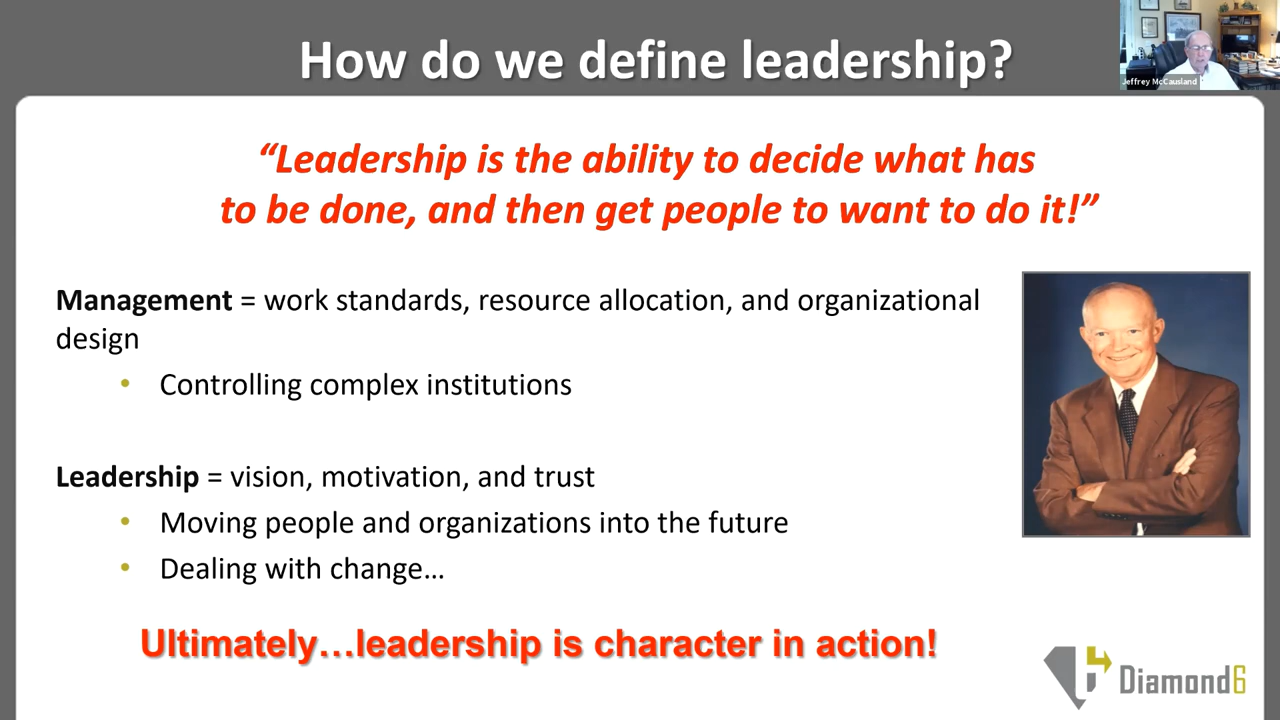 How do we define leadership?
Jeffrey McCausland
“Leadership is the ability to decide what has
to be done, and then get people to want to do it!”
Management = work standards, resource allocation, and organizational
design
• Controlling complex institutions
Leadership = vision, motivation, and trust
• Moving people and organizations into the future
• Dealing with change…
Ultimately…leadership is character in action!
Diamond6